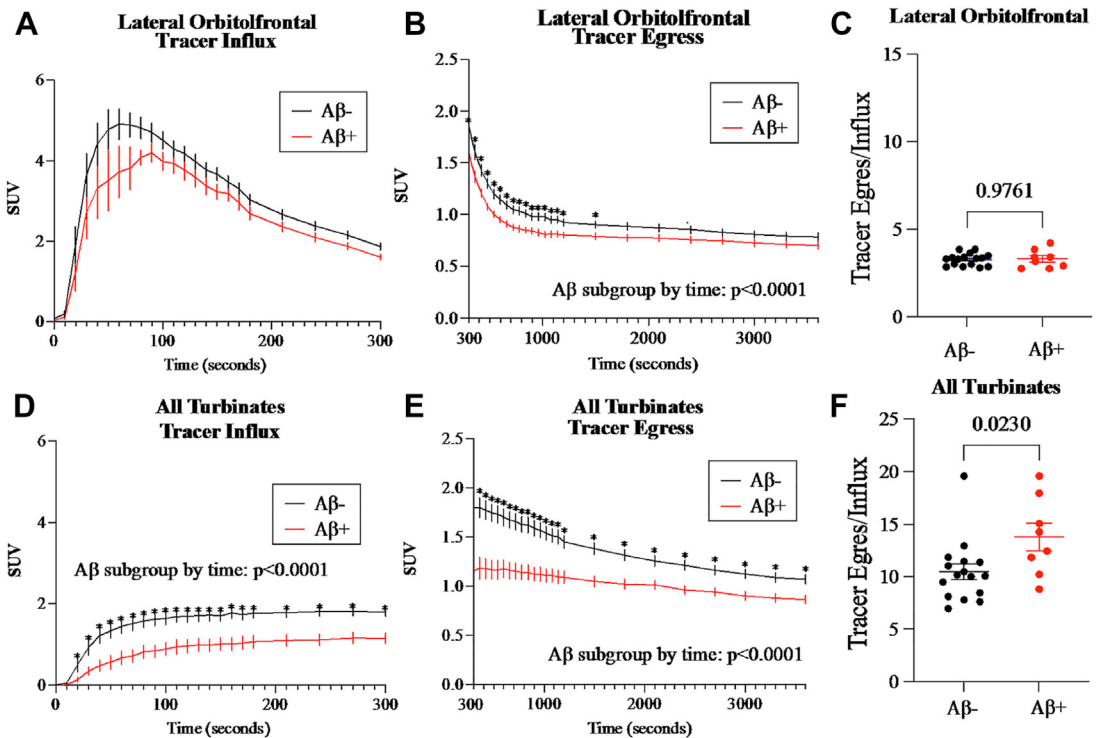 A
Lateral Orbitolfrontal
Tracer Influx
6
4
2
0
SUV
Aβ-
Aβ+
0
100
200
300
Time (seconds)
B
Lateral Orbitolfrontal
Tracer Egress
2.5
2.0
1.5
1.0
0.5
0.0
SUV
Aβ-
Aβ+
* * * * * * * * * * * * * * * *
Aβ subgroup by time: p<0.0001
300
1000
2000
3000
Time (seconds)
C
Lateral Orbitolfrontal
15
10
5
0
Tracer Egres/Influx
0.9761
Aβ-
Aβ+
D
All Turbinates
Tracer Influx
6
4
2
0
SUV
Aβ-
Aβ+
Aβ subgroup by time: p<0.0001
* * * * * * * * * * * * * * * * * * * * *
0
100
200
300
Time (seconds)
E
All Turbinates
Tracer Egress
2.5
2.0
1.5
1.0
0.5
0.0
SUV
Aβ-
Aβ+
* * * * * * * * * * * * * * * * * * * * * * *
Aβ subgroup by time: p<0.0001
300
1000
2000
3000
Time (seconds)
F
All Turbinates
25
20
15
10
5
0
Tracer Egres/Influx
0.0230
Aβ-
Aβ+